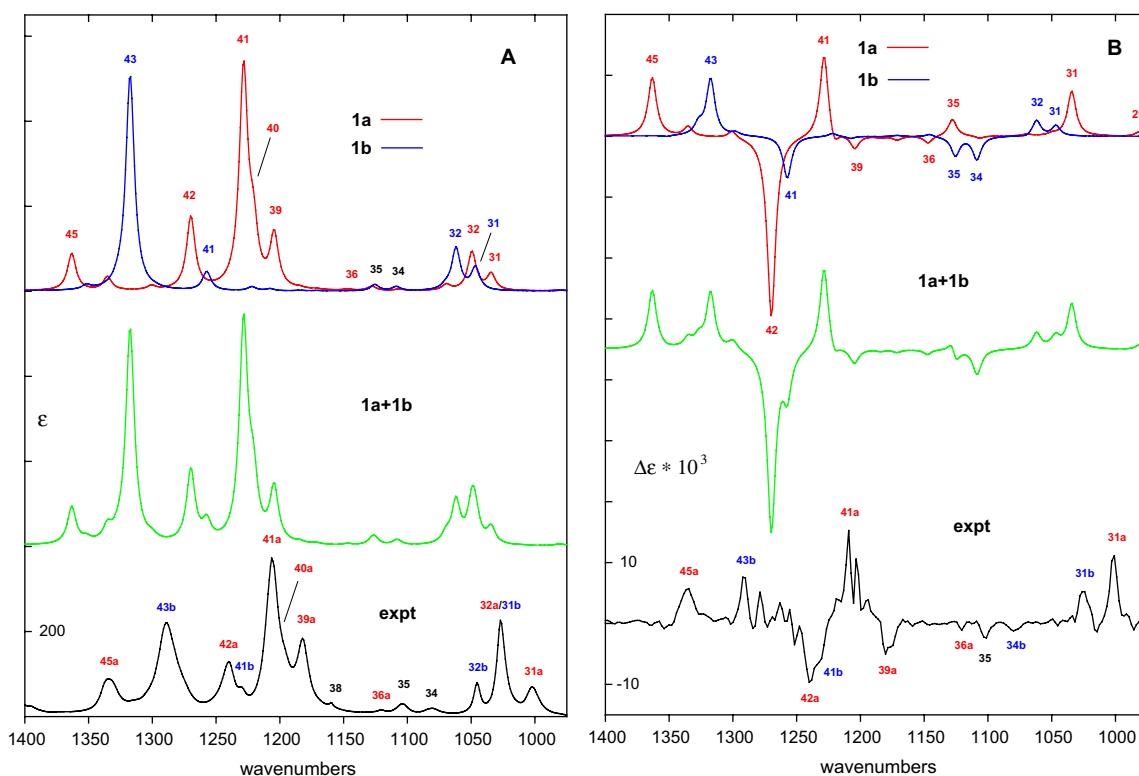 A
41
43
1a
1b
40
42
39
45
41
32
31
32
31
36
35
34
1a+1b
ε
41a
40a
expt
43b
200
39a
42a
41b
45a
38
36a
35
34
32a/31b
32b
31a
1400 1350 1300 1250 1200 1150 1100 1050 1000
wavenumbers
B
1a
1b
45
43
41
35
32
31
31
39
36
41
35
34
42
1a+1b
Δε * 10³
expt
10
41a
43b
45a
31a
31b
36a
35
34b
41b
39a
42a
-10
1400 1350 1300 1250 1200 1150 1100 1050 1000
wavenumbers